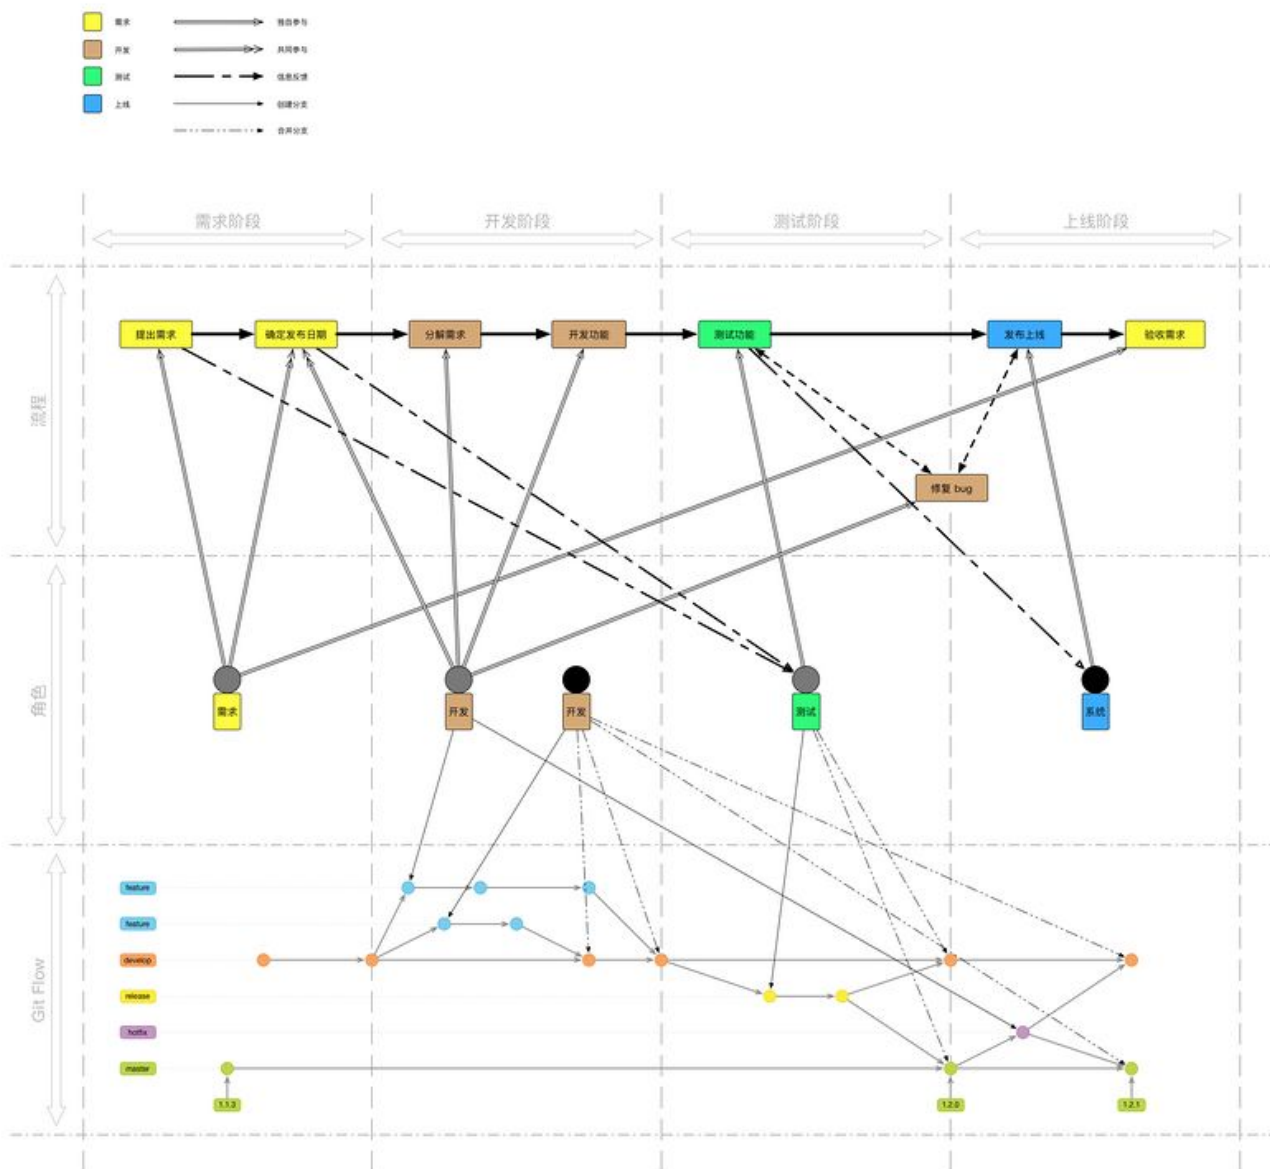 需求
独自参与
开发
共同参与
测试
信息反馈
上线
创建分支
合并分支
需求阶段
开发阶段
测试阶段
上线阶段
流程
提出需求
确定发布日期
分解需求
开发功能
测试功能
发布上线
验收需求
修复 bug
角色
需求
开发
开发
测试
系统
Git Flow
feature
feature
develop
release
hotfix
master
1.1.3
1.2.0
1.2.1